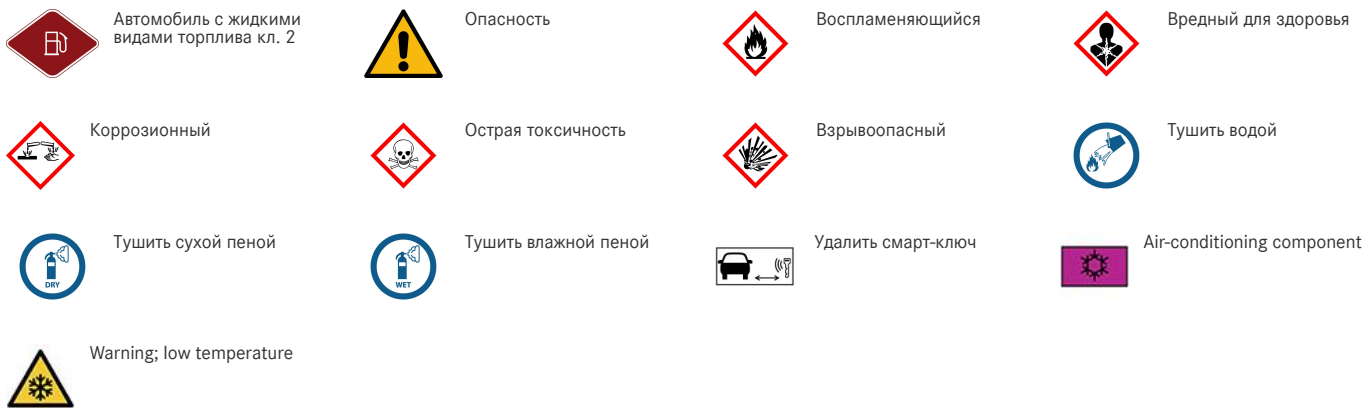 Автомобиль с жидкими
видами торплива кл. 2
Опасность
Воспламеняющийся
Вредный для здоровья
Коррозионный
Острая токсичность
Взрывоопасный
Тушить водой
Тушить сухой пеной
DRY
Тушить влажной пеной
WET
Удалить смарт-ключ
Air-conditioning component
Warning; low temperature